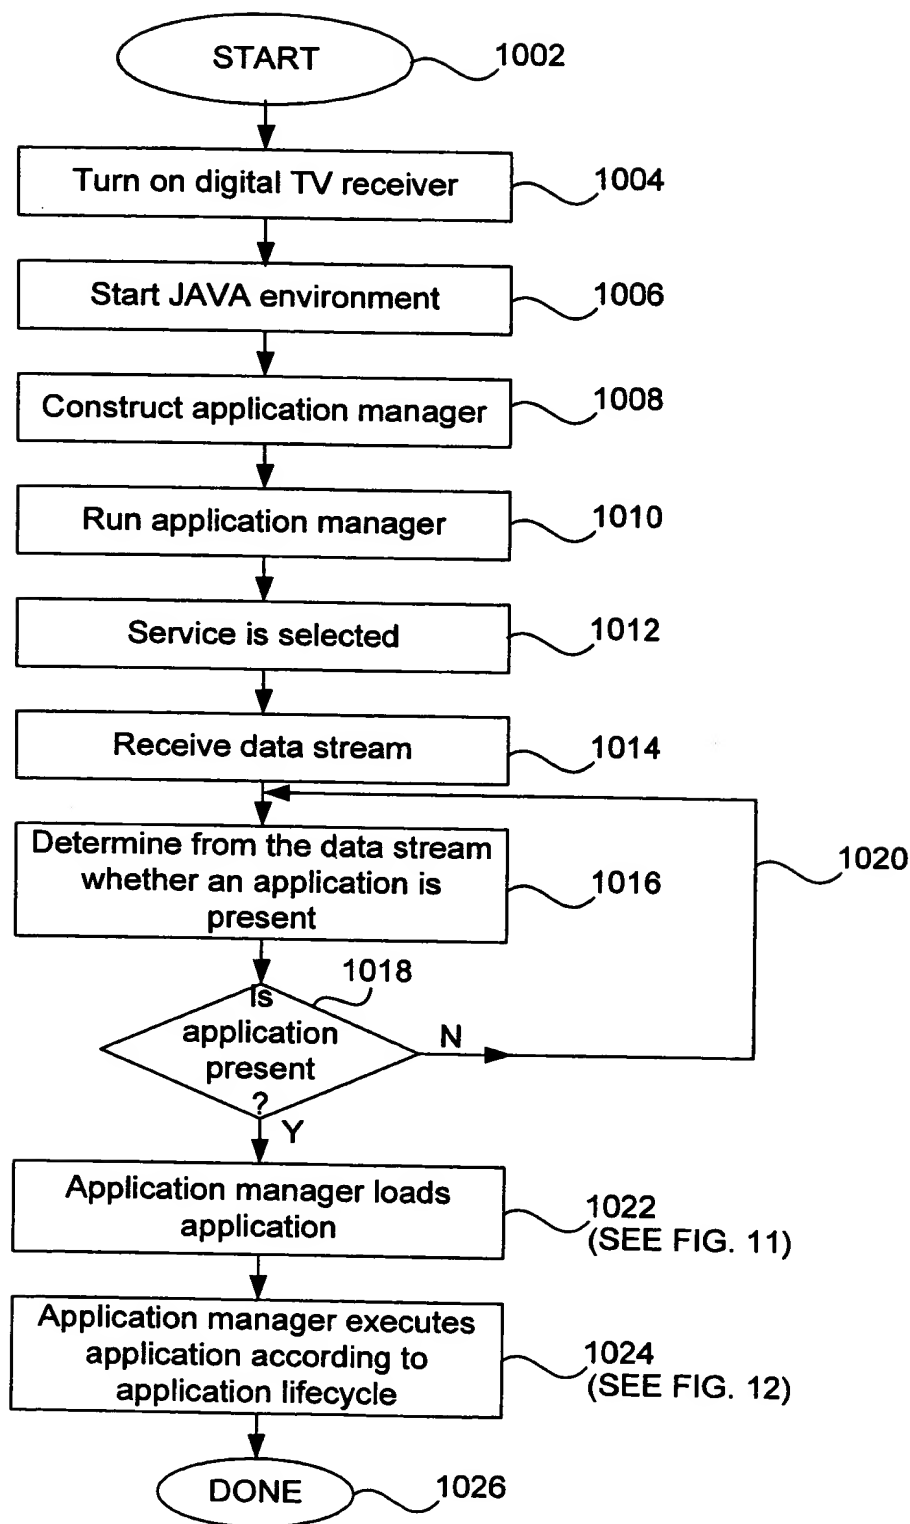 START
1002
Turn on digital TV receiver
1004
Start JAVA environment
1006
Construct application manager
1008
Run application manager
1010
Service is selected
1012
Receive data stream
1014
Determine from the data stream
whether an application is
present
1016
1020
1018
Is
application
present
?
N
Y
Application manager loads
application
1022
(SEE FIG. 11)
Application manager executes
application according to
application lifecycle
1024
(SEE FIG. 12)
DONE
1026